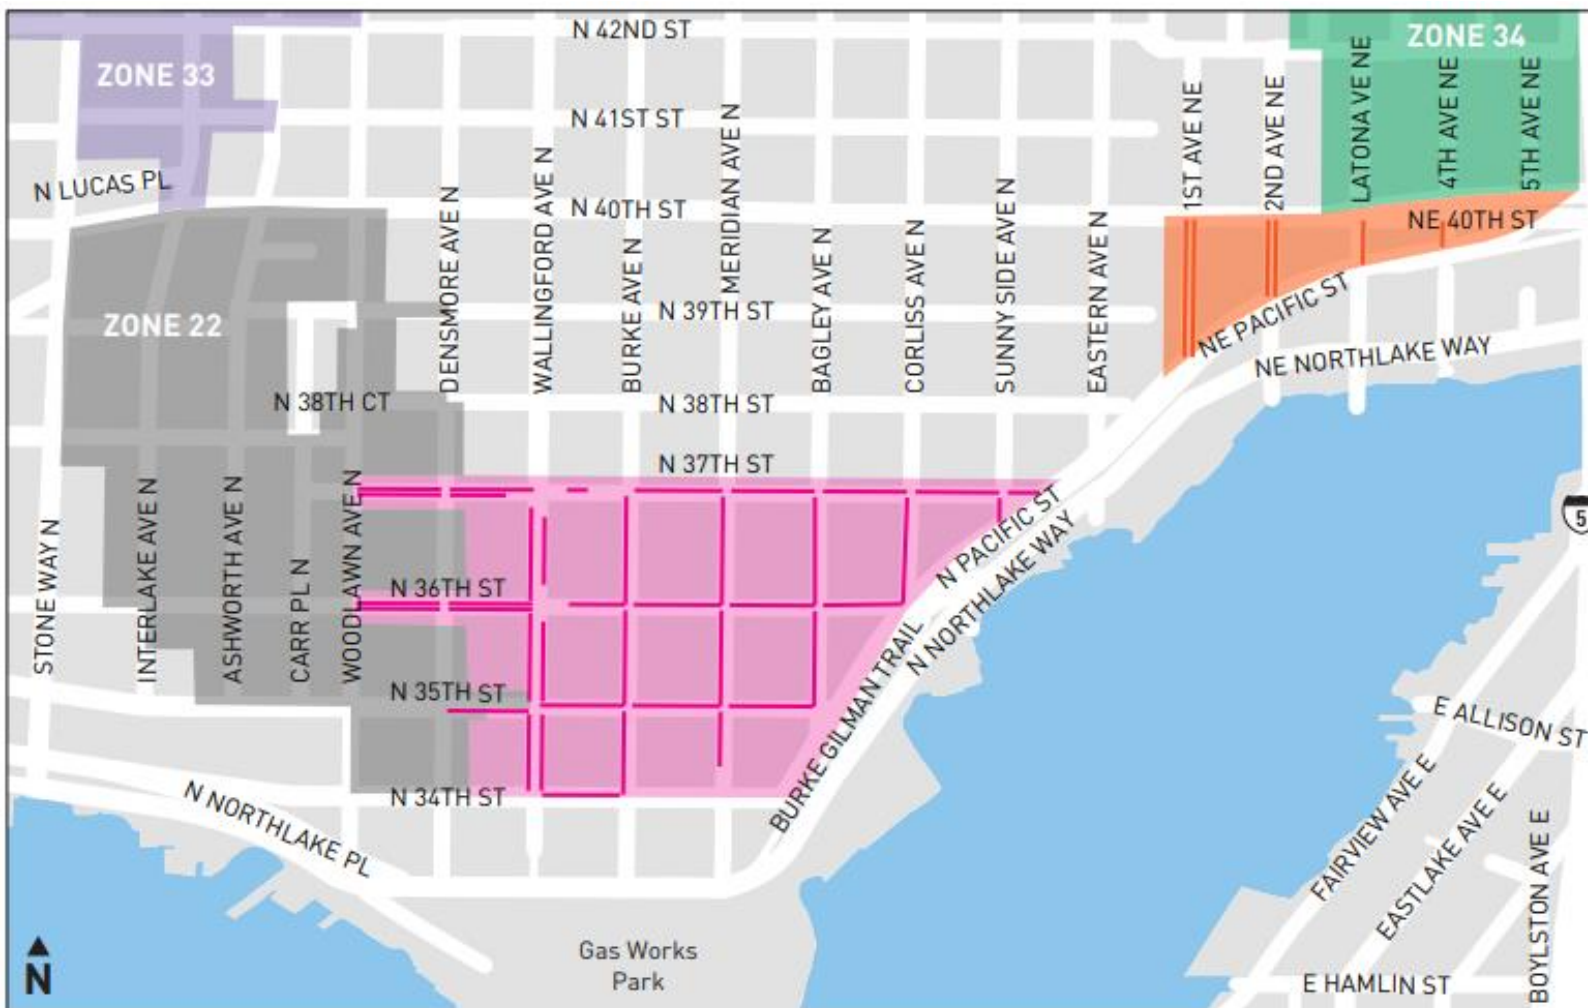 N 42ND ST
ZONE 34
ZONE 33
N 41ST ST
N LUCAS PL
N 40TH ST
NE 40TH ST
DENSMORE AVE N
WALLINGFORD AVE N
BURKE AVE N
MERIDIAN AVE N
BAGLEY AVE N
CORLISS AVE N
SUNNY SIDE AVE N
EASTERN AVE N
1ST AVE NE
2ND AVE NE
LATONA VE NE
4TH AVE NE
5TH AVE NE
ZONE 22
N 39TH ST
NE PACIFIC ST
NE NORTHLAKE WAY
N 38TH CT
N 38TH ST
N 37TH ST
STONE WAY N
INTERLAKE AVE N
ASHWORTH AVE N
CARR PL N
WOODLAWN AVE N
N 36TH ST
N PACIFIC ST
N NORTHLAKE WAY
5
N 35TH ST
BURKE GILMAN TRAIL
N 34TH ST
N NORTHLAKE PL
E ALLISON ST
FAIRVIEW AVE E
EASTLAKE AVE E
BOYLSTON AVE E
Gas Works
Park
N
E HAMLIN ST